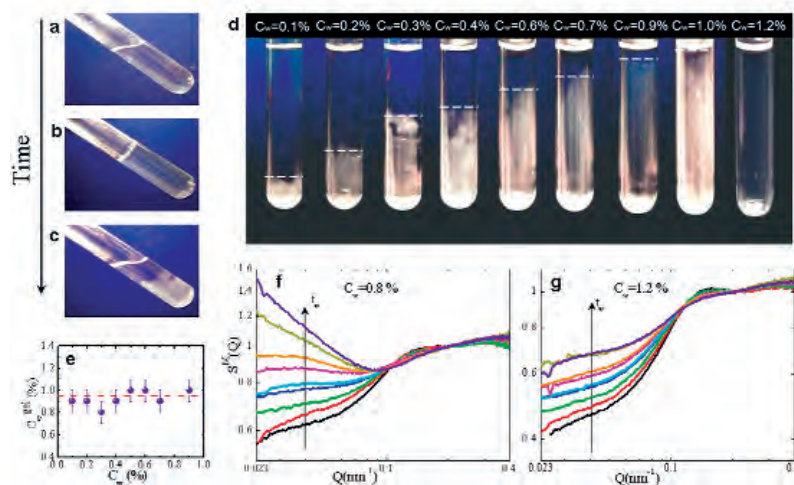 a
b
c
Time
d
Cw=0.1% Cw=0.2% Cw=0.3% Cw=0.4% Cw=0.6% Cw=0.7% Cw=0.9% Cw=1.0% Cw=1.2%
e
1.4
1.2
1.0
0.8
0.6
0.4
0.0 0.2 0.4 0.6 0.8 1.0
Cw(%)
f
tw
Cw=0.8 %
1.4
1.2
1
0.8
0.6
0.023 0.1 0.4
Q(nm-1)
g
tw
Cw=1.2 %
1
0.8
0.6
0.4
0.023 0.1
Q(nm-1)